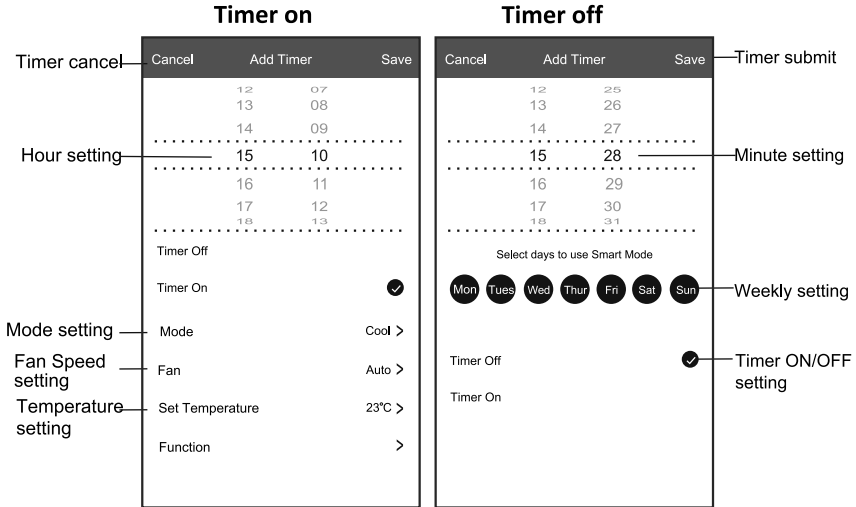 Timer on
Timer off
Timer cancel
Cancel Add Timer Save
Cancel Add Timer Save
Timer submit
12 07
13 08
14 09
15 10
16 11
17 12
18 13
12 25
13 26
14 27
15 28
16 29
17 30
18 31
Hour setting
Minute setting
Timer Off
Timer On
Mode setting
Mode Cool >
Fan Speed
setting
Fan Auto >
Temperature
setting
Set Temperature 23°C >
Function >
Select days to use Smart Mode
Mon Tues Wed Thur Fri Sat Sun
Weekly setting
Timer Off
Timer On
Timer ON/OFF
setting